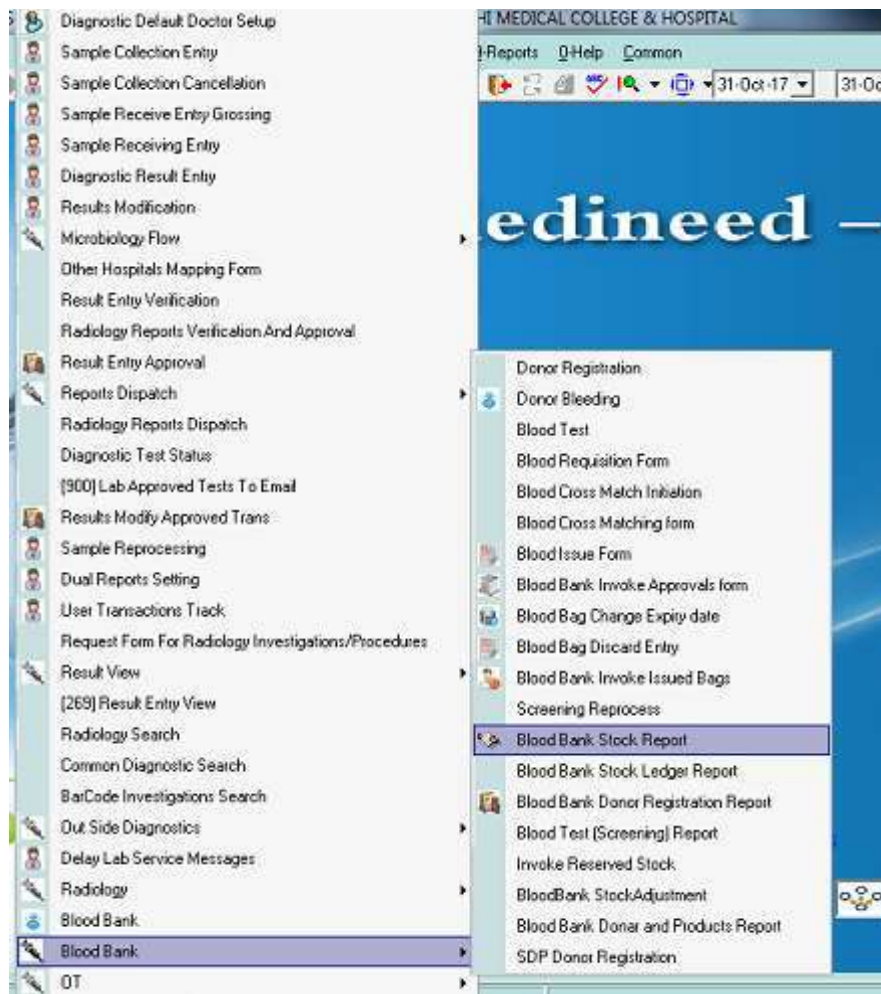 Diagnostic Default Doctor Setup
Sample Collection Entry
Sample Collection Cancellation
Sample Receive Entry Grossing
Sample Receiving Entry
Diagnostic Result Entry
Results Modification
Microbiology Flow
Other Hospitals Mapping Form
Result Entry Verification
Radiology Reports Verification And Approval
Result Entry Approval
Reports Dispatch
Radiology Reports Dispatch
Diagnostic Test Status
[900] Lab Approved Tests To Email
Results Modify Approved Trans
Sample Reprocessing
Dual Reports Setting
User Transactions Track
Request Form For Radiology Investigations/Procedures
Result View
[269] Result Entry View
Radiology Search
Common Diagnostic Search
BarCode Investigations Search
Out Side Diagnostics
Delay Lab Service Messages
Radiology
Blood Bank
Blood Bank
OT
HI MEDICAL COLLEGE & HOSPITAL
-Reports 0-Help Common
31-Oct-17 31-Oc
edineed –
Donor Registration
Donor Bleeding
Blood Test
Blood Requisition Form
Blood Cross Match Initiation
Blood Cross Matching form
Blood Issue Form
Blood Bank Invoke Approvals form
Blood Bag Change Expiry date
Blood Bag Discard Entry
Blood Bank Invoke Issued Bags
Screening Reprocess
Blood Bank Stock Report
Blood Bank Stock Ledger Report
Blood Bank Donor Registration Report
Blood Test (Screening) Report
Invoke Reserved Stock
BloodBank StockAdjustment
Blood Bank Donar and Products Report
SDP Donor Registration